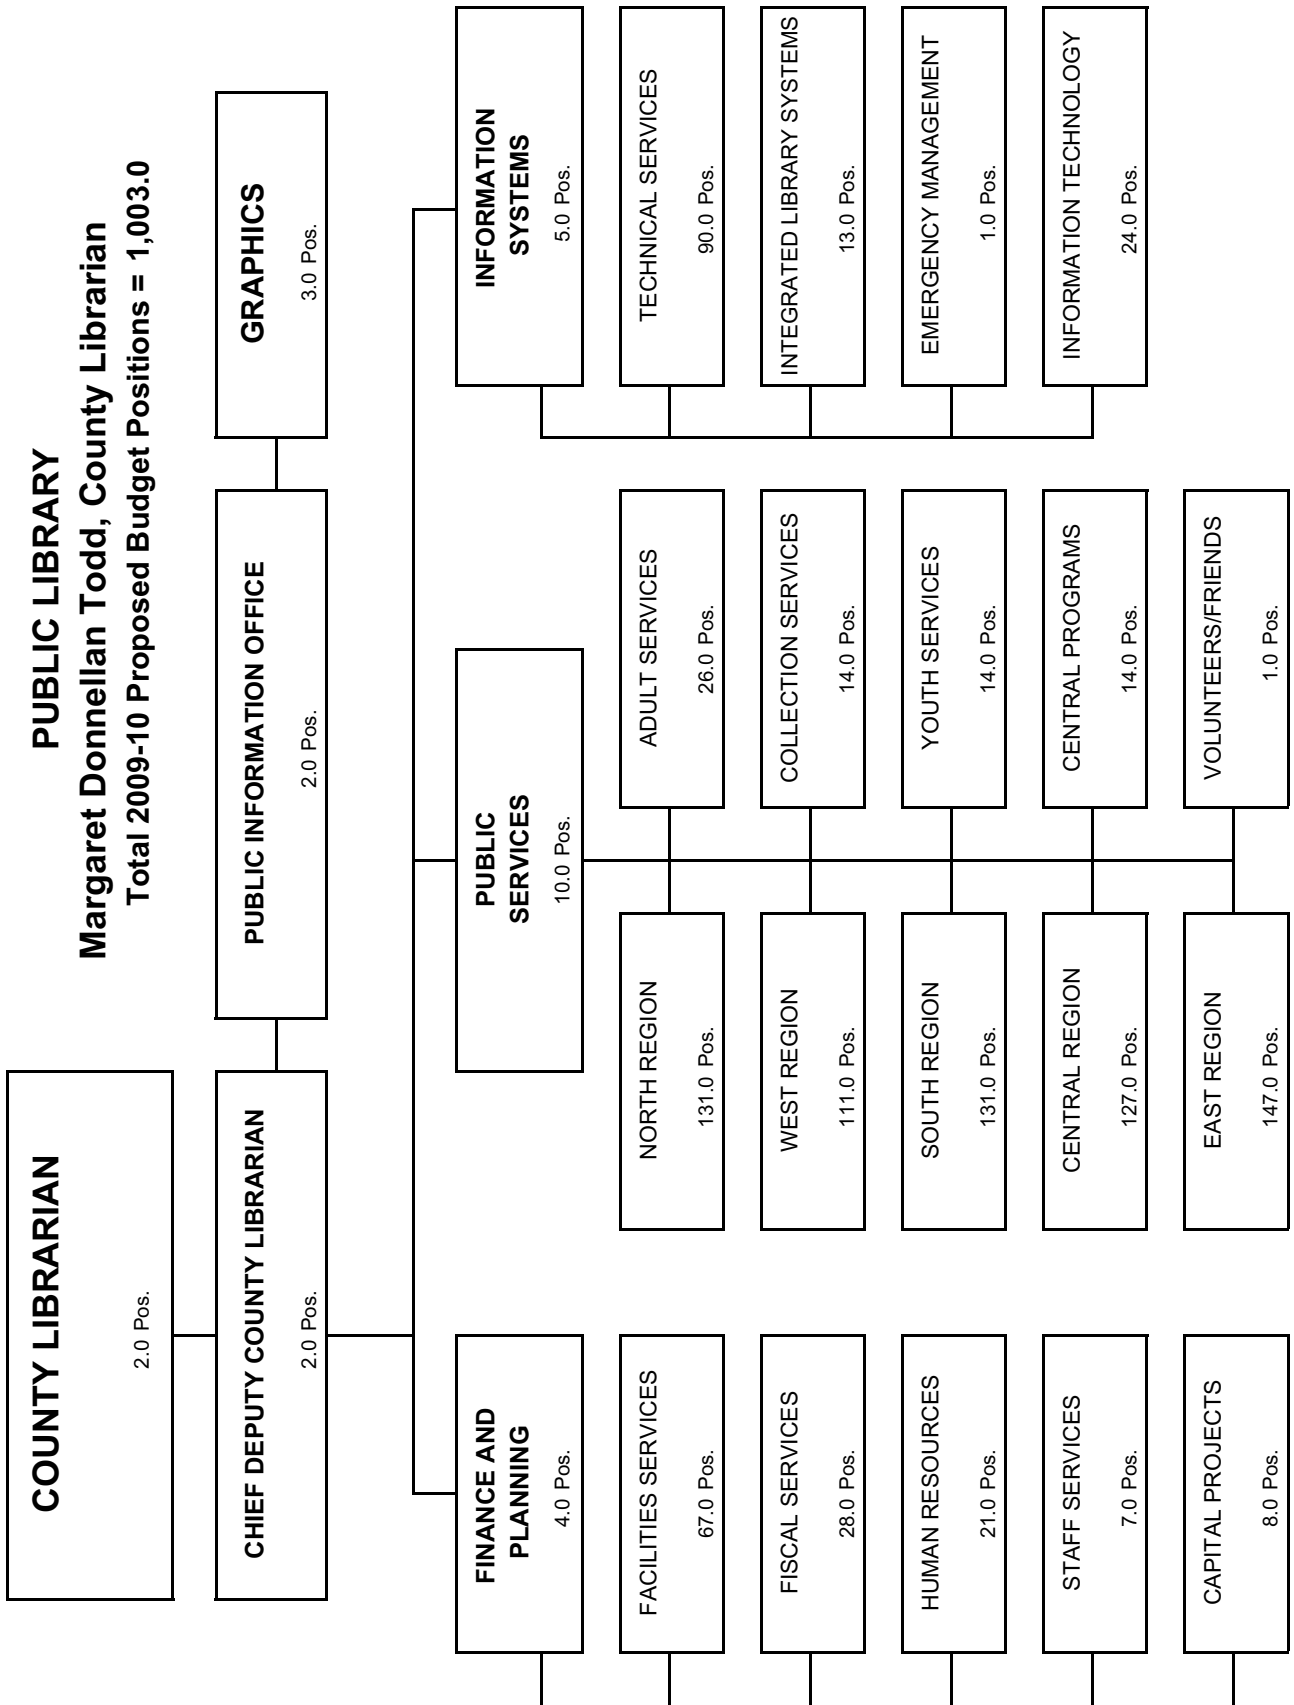 PUBLIC LIBRARY
Margaret Donnellan Todd, County Librarian
Total 2009-10 Proposed Budget Positions = 1,003.0
COUNTY LIBRARIAN
2.0 Pos.
CHIEF DEPUTY COUNTY LIBRARIAN
2.0 Pos.
PUBLIC INFORMATION OFFICE
2.0 Pos.
GRAPHICS
3.0 Pos.
FINANCE AND
PLANNING
4.0 Pos.
FACILITIES SERVICES
67.0 Pos.
FISCAL SERVICES
28.0 Pos.
HUMAN RESOURCES
21.0 Pos.
STAFF SERVICES
7.0 Pos.
CAPITAL PROJECTS
8.0 Pos.
PUBLIC
SERVICES
10.0 Pos.
NORTH REGION
131.0 Pos.
WEST REGION
111.0 Pos.
SOUTH REGION
131.0 Pos.
CENTRAL REGION
127.0 Pos.
EAST REGION
147.0 Pos.
ADULT SERVICES
26.0 Pos.
COLLECTION SERVICES
14.0 Pos.
YOUTH SERVICES
14.0 Pos.
CENTRAL PROGRAMS
14.0 Pos.
VOLUNTEERS/FRIENDS
1.0 Pos.
INFORMATION
SYSTEMS
5.0 Pos.
TECHNICAL SERVICES
90.0 Pos.
INTEGRATED LIBRARY SYSTEMS
13.0 Pos.
EMERGENCY MANAGEMENT
1.0 Pos.
INFORMATION TECHNOLOGY
24.0 Pos.